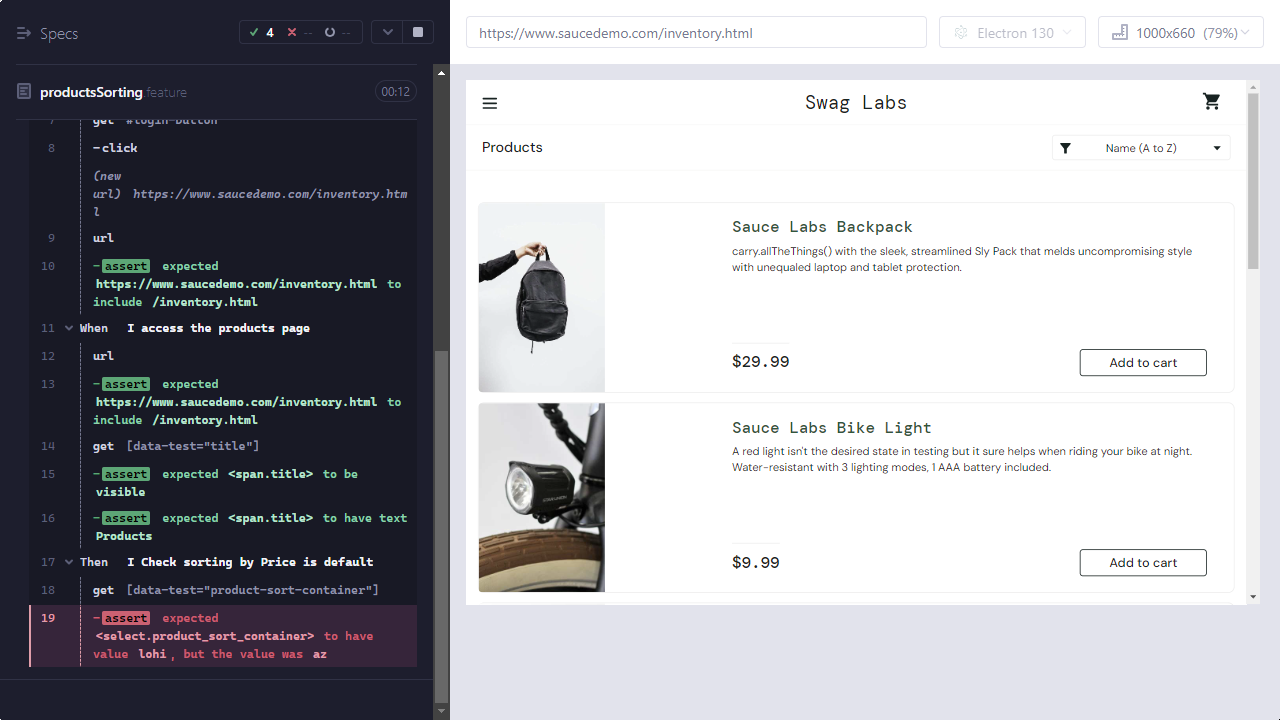 Specs
4
--
--
productsSorting.feature
00:12
7 get #login-button
8 -click
(new
url) https://www.saucedemo.com/inventory.htm
l
9 url
10 -assert expected
https://www.saucedemo.com/inventory.html to
include /inventory.html
11 When I access the products page
12 url
13 -assert expected
https://www.saucedemo.com/inventory.html to
include /inventory.html
14 get [data-test="title"]
15 -assert expected <span.title> to be
visible
16 -assert expected <span.title> to have text
Products
17 Then I Check sorting by Price is default
18 get [data-test="product-sort-container"]
19 -assert expected
<select.product_sort_container> to have
value lohi, but the value was az
https://www.saucedemo.com/inventory.html
Electron 130
1000x660 (79%)
Swag Labs
Products
Name (A to Z)
Sauce Labs Backpack
carry.allTheThings() with the sleek, streamlined Sly Pack that melds uncompromising style
with unequaled laptop and tablet protection.
$29.99
Add to cart
Sauce Labs Bike Light
A red light isn't the desired state in testing but it sure helps when riding your bike at night.
Water-resistant with 3 lighting modes, 1 AAA battery included.
$9.99
Add to cart